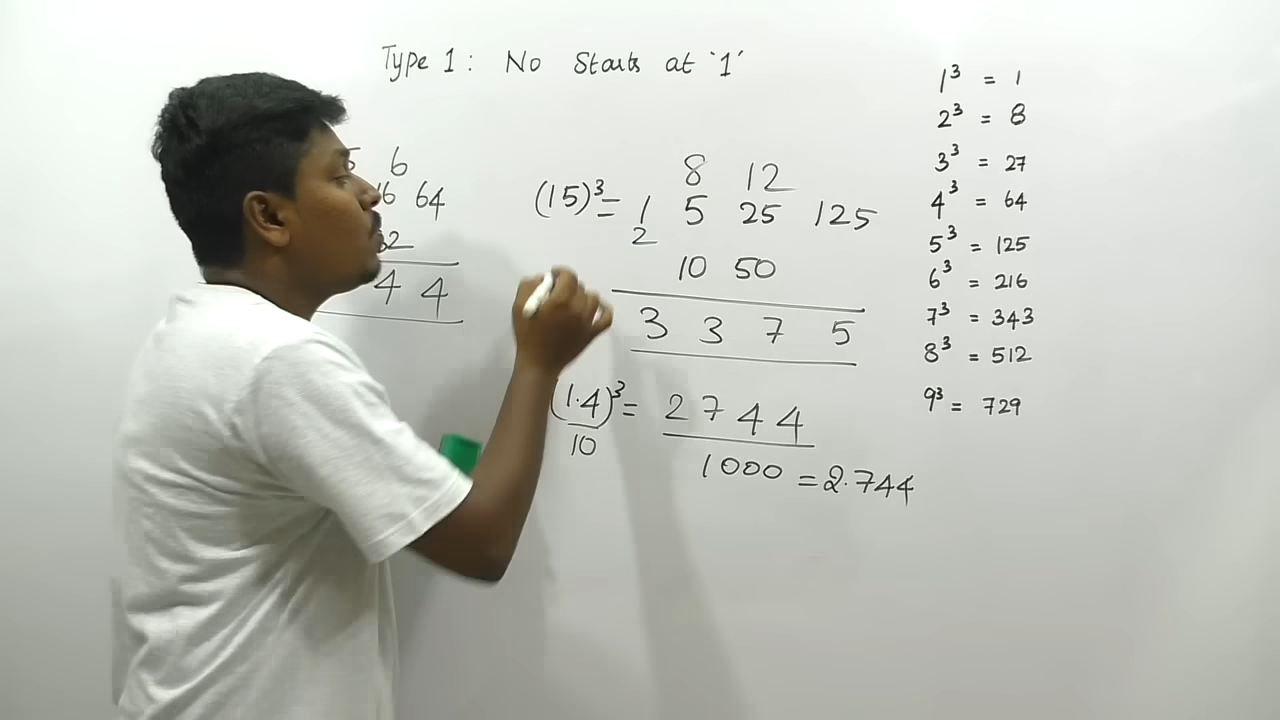 Type 1 : No Starts at '1'
6
16 64
32
4 4
8 12
(15)³ = 1 5 25 125
2
10 50
3 3 7 5
(1.4)³ = 2744
10 1000 = 2.744
1³ = 1
2³ = 8
3³ = 27
4³ = 64
5³ = 125
6³ = 216
7³ = 343
8³ = 512
9³ = 729